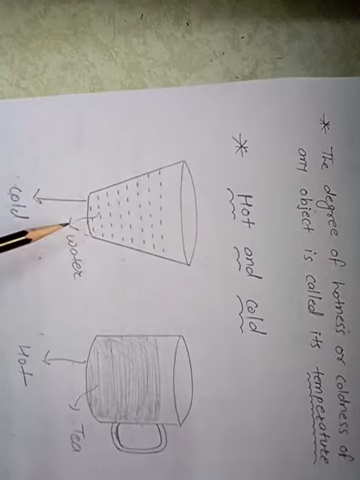 * The degree of hotness or coldness of
any object is called its temperature
* Hot and cold
water
cold
Tea
Hot